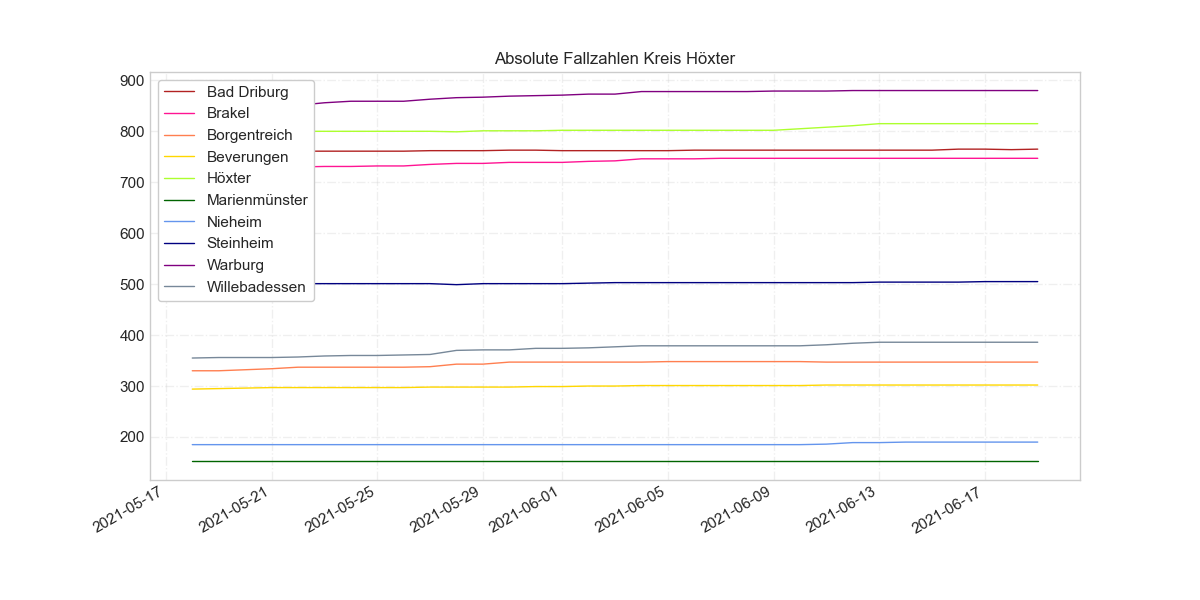 Absolute Fallzahlen Kreis Höxter
900
800
700
600
500
400
300
200
Bad Driburg
Brakel
Borgentreich
Beverungen
Höxter
Marienmünster
Nieheim
Steinheim
Warburg
Willebadessen
2021-05-17
2021-05-21
2021-05-25
2021-05-29
2021-06-01
2021-06-05
2021-06-09
2021-06-13
2021-06-17